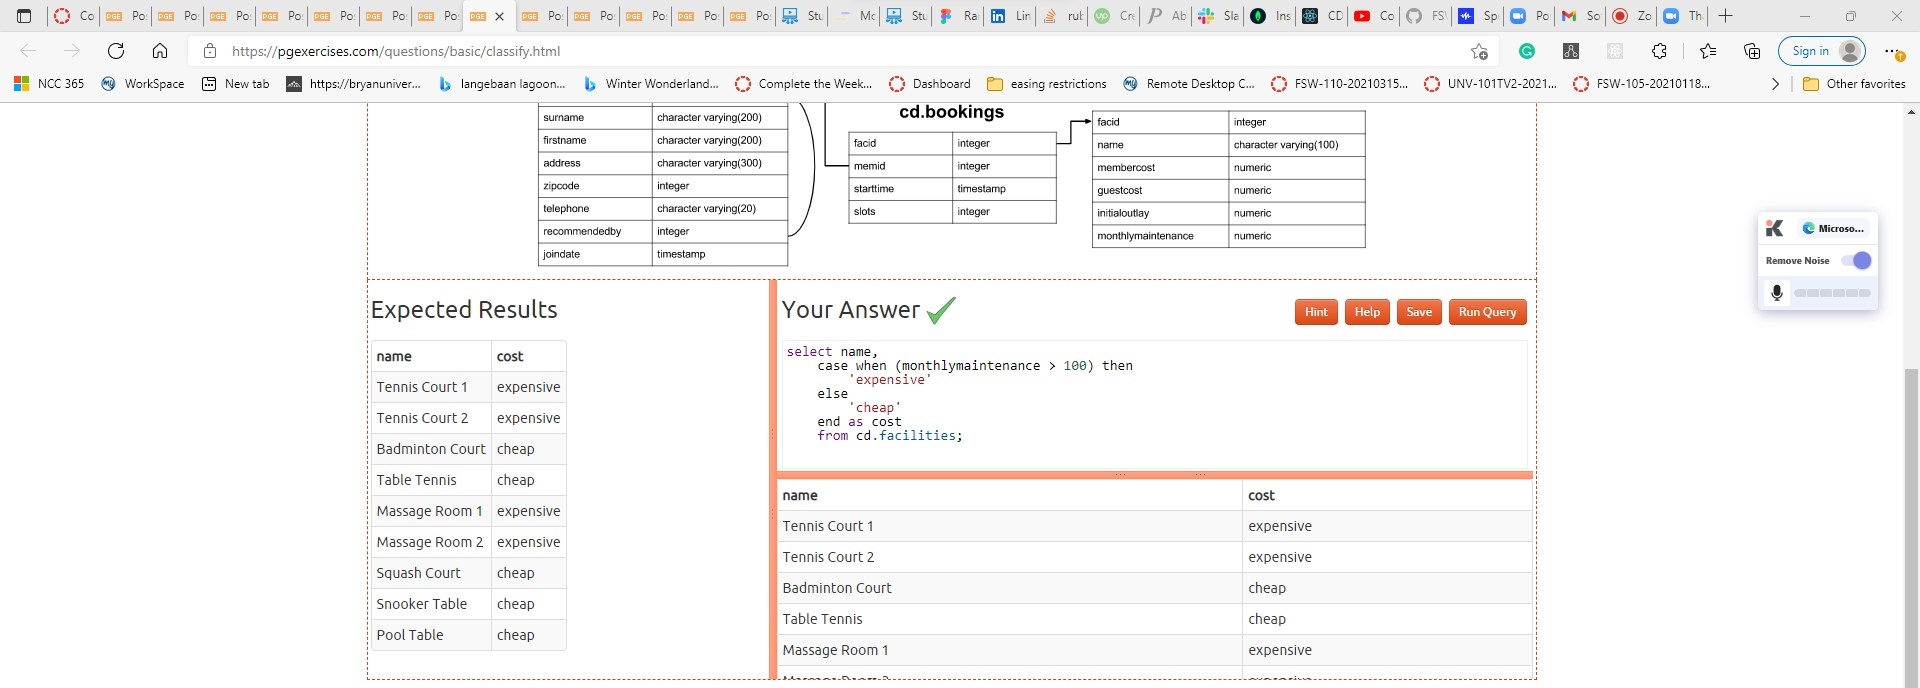 Co
Po
Po
Po
Po
Po
Po
Po
Po
Po
Po
Po
Po
Stu
Mc
Stu
Ra
Lin
rub
Cre
Ab
Sla
Ins
CD
Co
FS
Sp
Po
So
Zo
Th
https://pgexercises.com/questions/basic/classify.html
Sign in
NCC 365 WorkSpace New tab https://bryanuniver... langebaan lagoon... Winter Wonderland... Complete the Week... Dashboard easing restrictions Remote Desktop C... FSW-110-20210315... UNV-101TV2-2021... FSW-105-20210118... Other favorites
surname character varying(200)
firstname character varying(200)
address character varying(300)
zipcode integer
telephone character varying(20)
recommendedby integer
joindate timestamp
cd.bookings
facid integer
memid integer
starttime timestamp
slots integer
facid integer
name character varying(100)
membercost numeric
guestcost numeric
initialoutlay numeric
monthlymaintenance numeric
Microso...
Remove Noise
Expected Results
name cost
Tennis Court 1 expensive
Tennis Court 2 expensive
Badminton Court cheap
Table Tennis cheap
Massage Room 1 expensive
Massage Room 2 expensive
Squash Court cheap
Snooker Table cheap
Pool Table cheap
Your Answer
Hint Help Save Run Query
select name,
case when (monthlymaintenance > 100) then
'expensive'
else
'cheap'
end as cost
from cd.facilities;
name cost
Tennis Court 1 expensive
Tennis Court 2 expensive
Badminton Court cheap
Table Tennis cheap
Massage Room 1 expensive